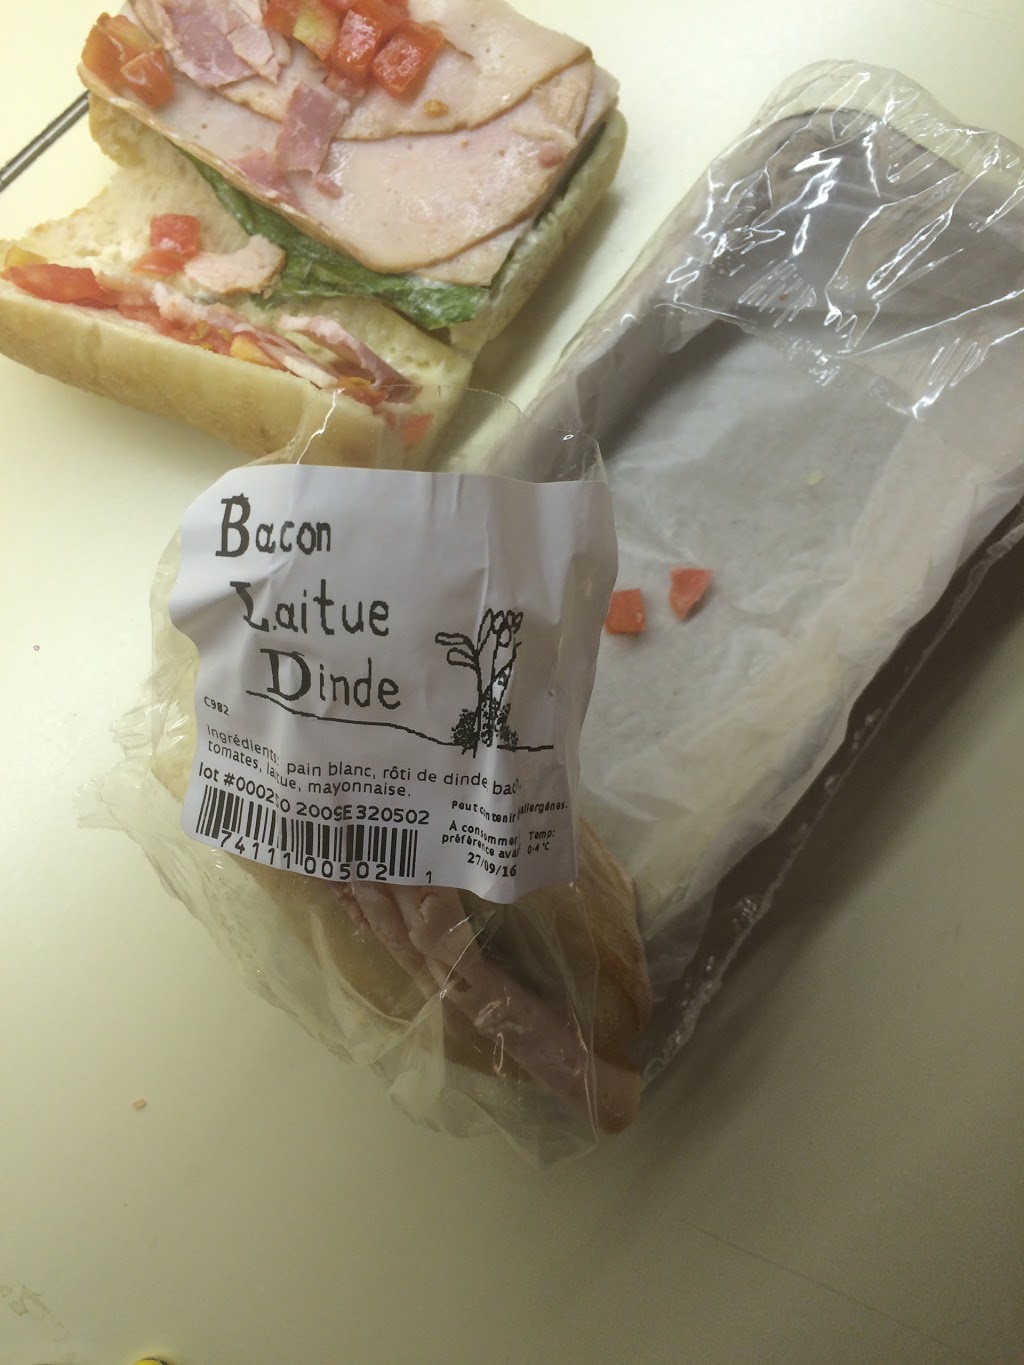 Bacon
Laitue
Dinde
C982
Ingrédients: pain blanc, rôti de dinde
tomates, laitue, mayonnaise.
lot #000280 2009E320502
Peut contenir allergènes.
À consommer
préférence avant
27/09/16
Temp:
0-4°C
74111 00502 1